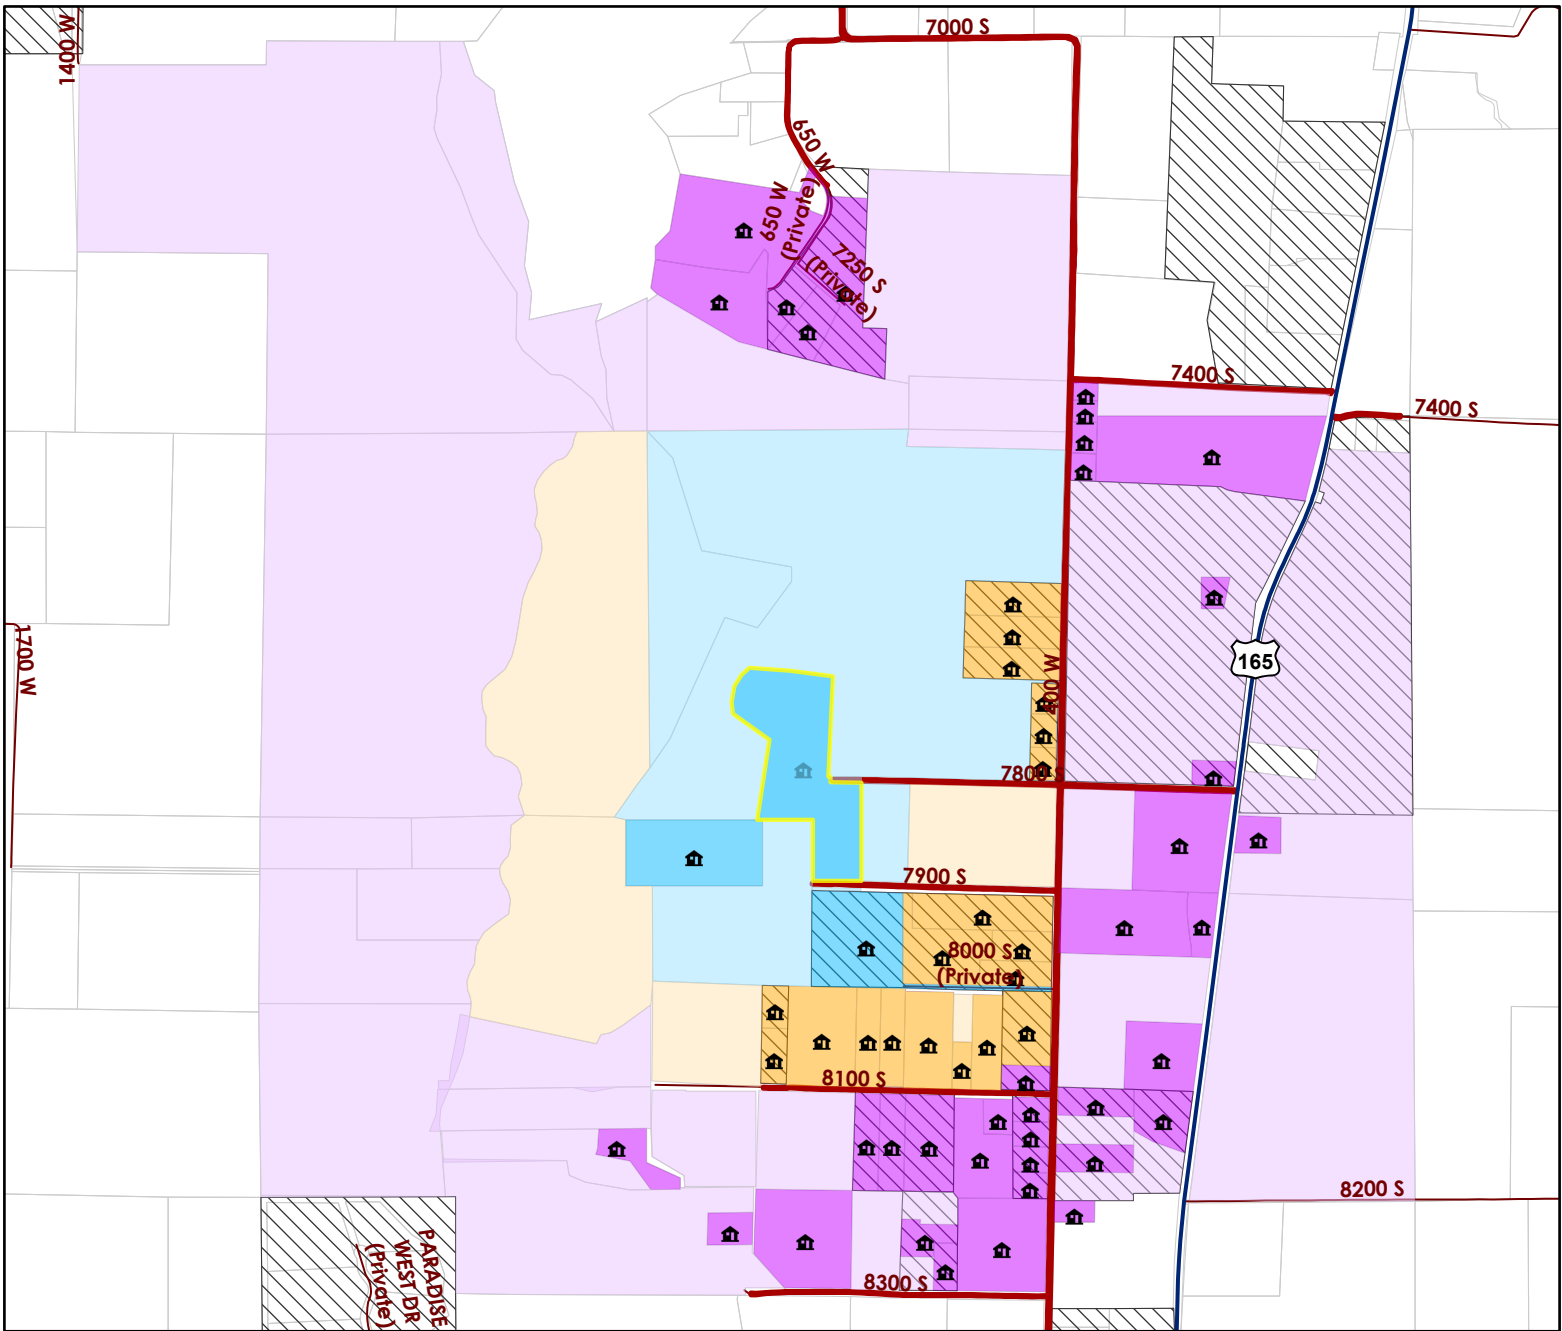 1400 W
7000 S
650 W
650 W
(Private)
7250 S
(Private)
7400 S
7400 S
1700 W
165
400 W
7800 S
7900 S
8000 S
(Private)
8100 S
8200 S
8300 S
PARADISE
WEST DR
(Private)